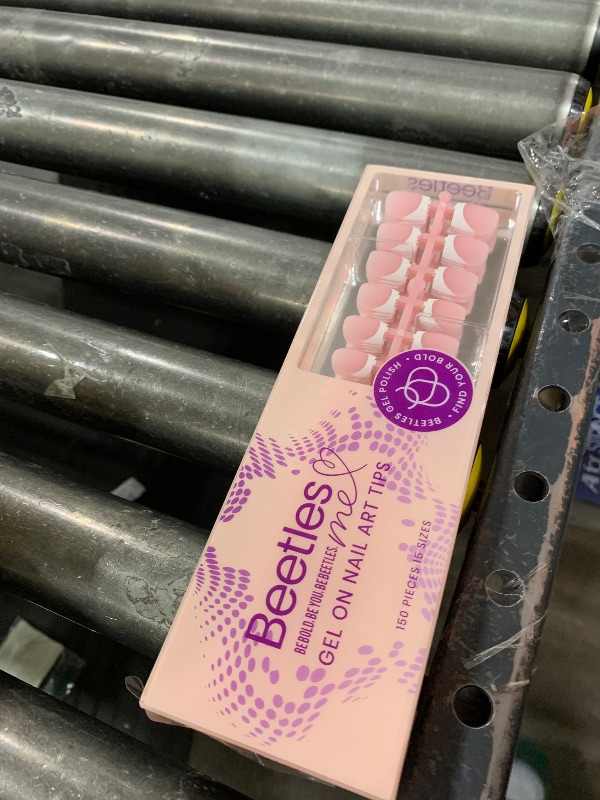 Beetles
BEETLES GEL POLISH • FIND YOUR BOLD •
Beetles me
BE BOLD.BE YOU.BE BEETLES.
GEL ON NAIL ART TIPS
150 PIECES 15 SIZES